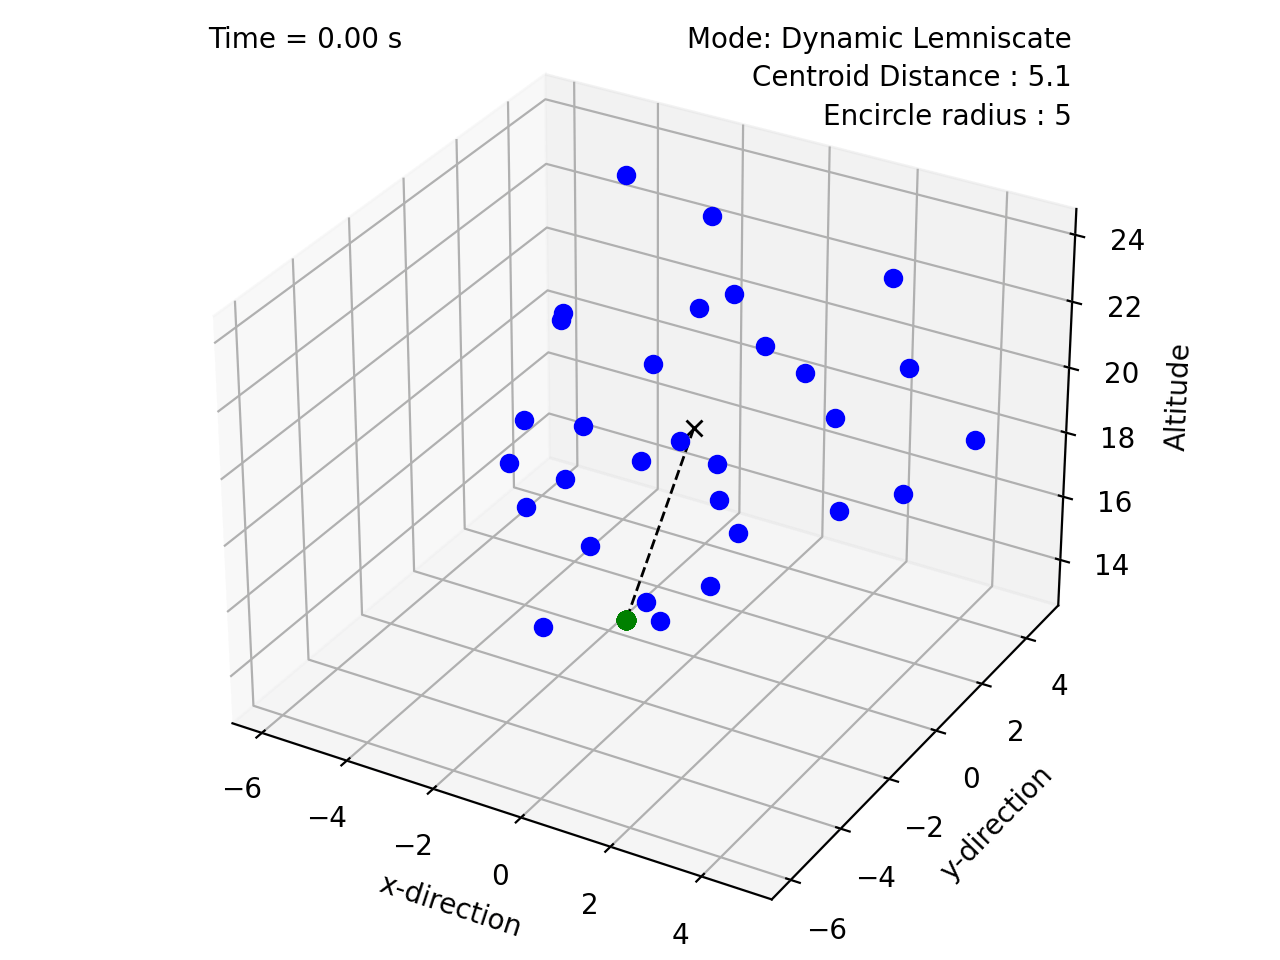 Time = 0.00 s
Mode: Dynamic Lemniscate
Centroid Distance : 5.1
Encircle radius : 5
24
22
20
18
16
14
Altitude
−6
−4
−2
0
2
4
x-direction
4
2
0
−2
−4
−6
y-direction